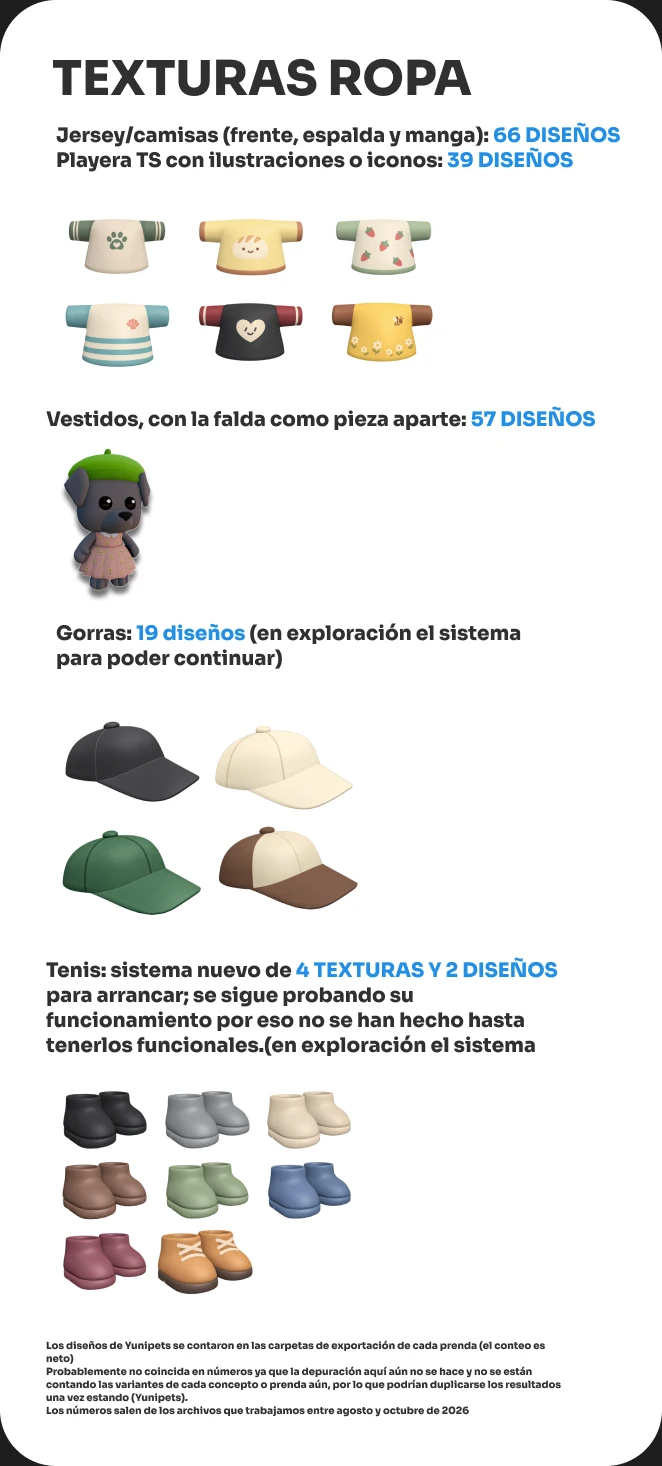 TEXTURAS ROPA
Jersey/camisas (frente, espalda y manga): 66 DISEÑOS
Playera TS con ilustraciones o iconos: 39 DISEÑOS
Vestidos, con la falda como pieza aparte: 57 DISEÑOS
Gorras: 19 diseños (en exploración el sistema
para poder continuar)
Tenis: sistema nuevo de 4 TEXTURAS Y 2 DISEÑOS
para arrancar; se sigue probando su
funcionamiento por eso no se han hecho hasta
tenerlos funcionales.(en exploración el sistema
Los diseños de Yunipets se contaron en las carpetas de exportación de cada prenda (el conteo es
neto)
Probablemente no coincida en números ya que la depuración aquí aún no se hace y no se están
contando las variantes de cada concepto o prenda aún, por lo que podrían duplicarse los resultados
una vez estando (Yunipets).
Los números salen de los archivos que trabajamos entre agosto y octubre de 2026